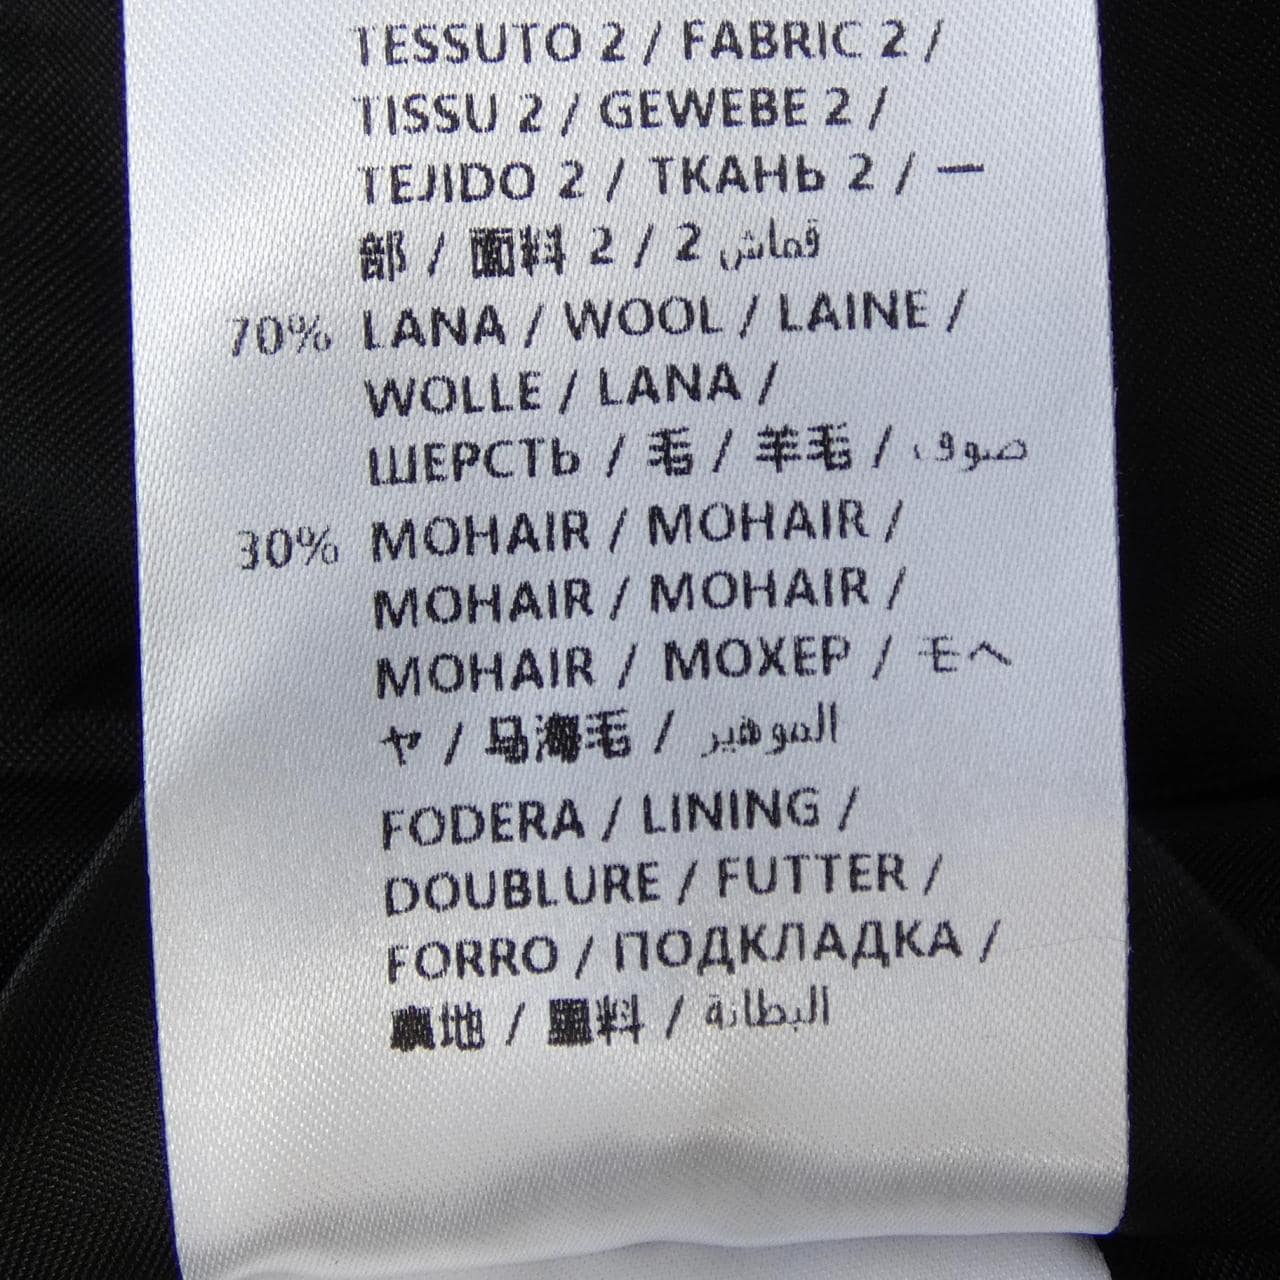 TESSUTO 2 / FABRIC 2 /
TISSU 2 / GEWEBE 2 /
TEJIDO 2 / ТКАНЬ 2 / 一
部 / 面料 2 / 2 قماش
70% LANA / WOOL / LAINE /
WOLLE / LANA /
ШЕРСТЬ / 毛 / 羊毛 / صوف
30% MOHAIR / MOHAIR /
MOHAIR / MOHAIR /
MOHAIR / МОХЕР / モヘ
ヤ / 马海毛 / الموهير
FODERA / LINING /
DOUBLURE / FUTTER /
FORRO / ПОДКЛАДКА /
裏地 / 里料 / البطانة